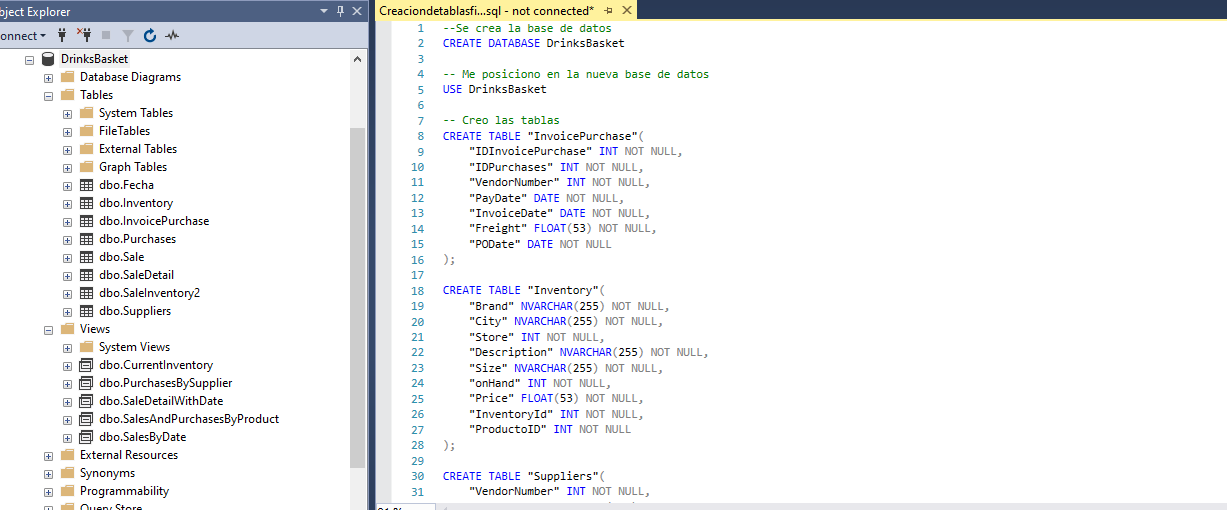 bject Explorer
onnect
DrinksBasket
Database Diagrams
Tables
System Tables
FileTables
External Tables
Graph Tables
dbo.Fecha
dbo.Inventory
dbo.InvoicePurchase
dbo.Purchases
dbo.Sale
dbo.SaleDetail
dbo.SaleInventory2
dbo.Suppliers
Views
System Views
dbo.CurrentInventory
dbo.PurchasesBySupplier
dbo.SaleDetailWithDate
dbo.SalesAndPurchasesByProduct
dbo.SalesByDate
External Resources
Synonyms
Programmability
Query Store
Creaciondetablasfi...sql - not connected*
1 --Se crea la base de datos
2 CREATE DATABASE DrinksBasket
3
4 -- Me posiciono en la nueva base de datos
5 USE DrinksBasket
6
7 -- Creo las tablas
8 CREATE TABLE "InvoicePurchase"(
9 "IDInvoicePurchase" INT NOT NULL,
10 "IDPurchases" INT NOT NULL,
11 "VendorNumber" INT NOT NULL,
12 "PayDate" DATE NOT NULL,
13 "InvoiceDate" DATE NOT NULL,
14 "Freight" FLOAT(53) NOT NULL,
15 "PODate" DATE NOT NULL
16 );
17
18 CREATE TABLE "Inventory"(
19 "Brand" NVARCHAR(255) NOT NULL,
20 "City" NVARCHAR(255) NOT NULL,
21 "Store" INT NOT NULL,
22 "Description" NVARCHAR(255) NOT NULL,
23 "Size" NVARCHAR(255) NOT NULL,
24 "onHand" INT NOT NULL,
25 "Price" FLOAT(53) NOT NULL,
26 "InventoryId" INT NOT NULL,
27 "ProductoID" INT NOT NULL
28 );
29
30 CREATE TABLE "Suppliers"(
31 "VendorNumber" INT NOT NULL,